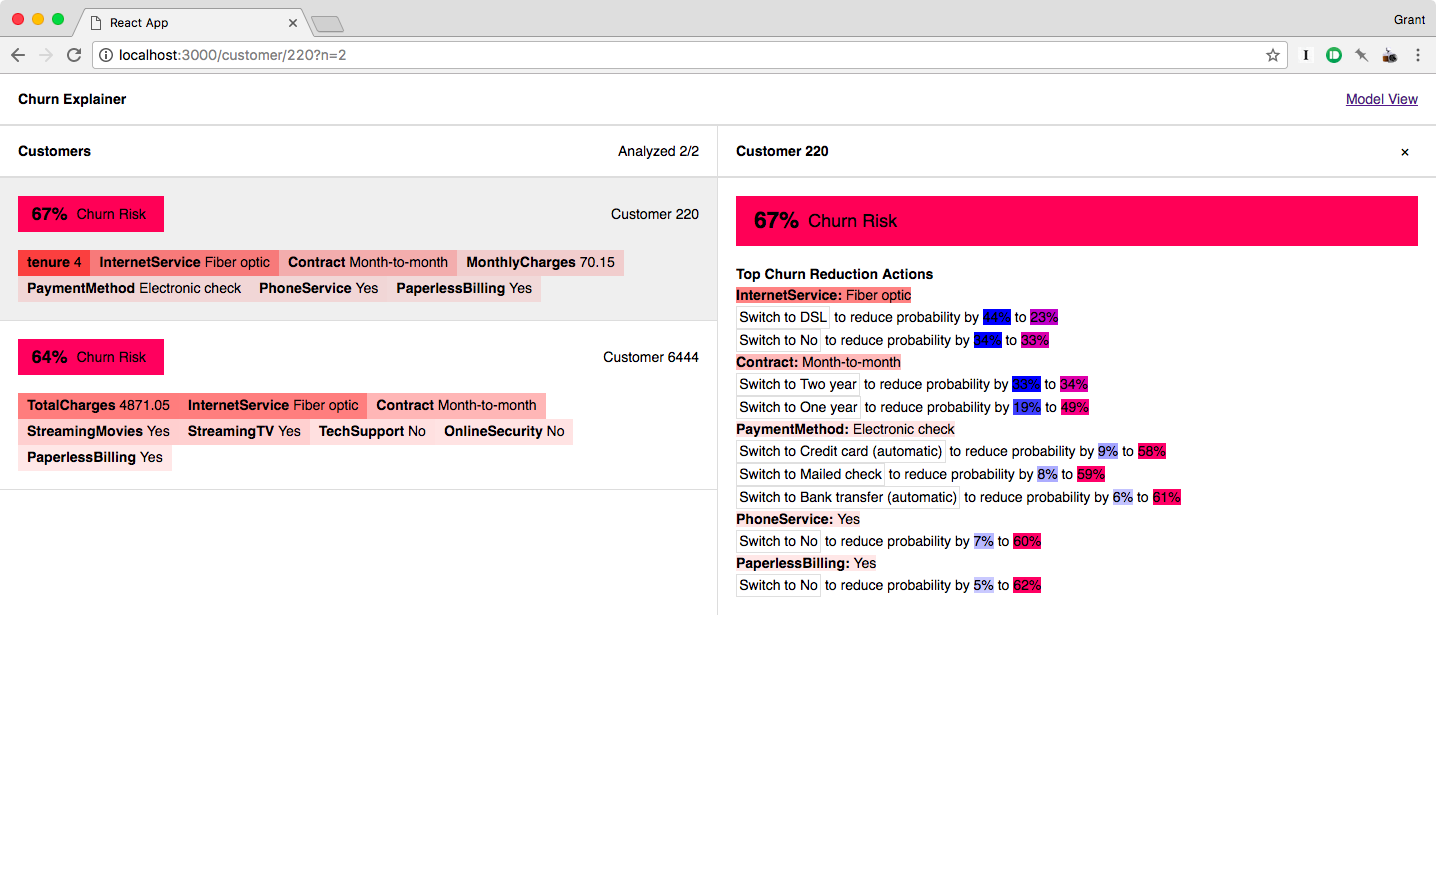 React App
Grant
localhost:3000/customer/220?n=2
Churn Explainer
Model View
Customers
Analyzed 2/2
67% Churn Risk
Customer 220
tenure 4 InternetService Fiber optic Contract Month-to-month MonthlyCharges 70.15
PaymentMethod Electronic check PhoneService Yes PaperlessBilling Yes
64% Churn Risk
Customer 6444
TotalCharges 4871.05 InternetService Fiber optic Contract Month-to-month
StreamingMovies Yes StreamingTV Yes TechSupport No OnlineSecurity No
PaperlessBilling Yes
Customer 220
×
67% Churn Risk
Top Churn Reduction Actions
InternetService: Fiber optic
Switch to DSL to reduce probability by 44% to 23%
Switch to No to reduce probability by 34% to 33%
Contract: Month-to-month
Switch to Two year to reduce probability by 33% to 34%
Switch to One year to reduce probability by 19% to 49%
PaymentMethod: Electronic check
Switch to Credit card (automatic) to reduce probability by 9% to 58%
Switch to Mailed check to reduce probability by 8% to 59%
Switch to Bank transfer (automatic) to reduce probability by 6% to 61%
PhoneService: Yes
Switch to No to reduce probability by 7% to 60%
PaperlessBilling: Yes
Switch to No to reduce probability by 5% to 62%